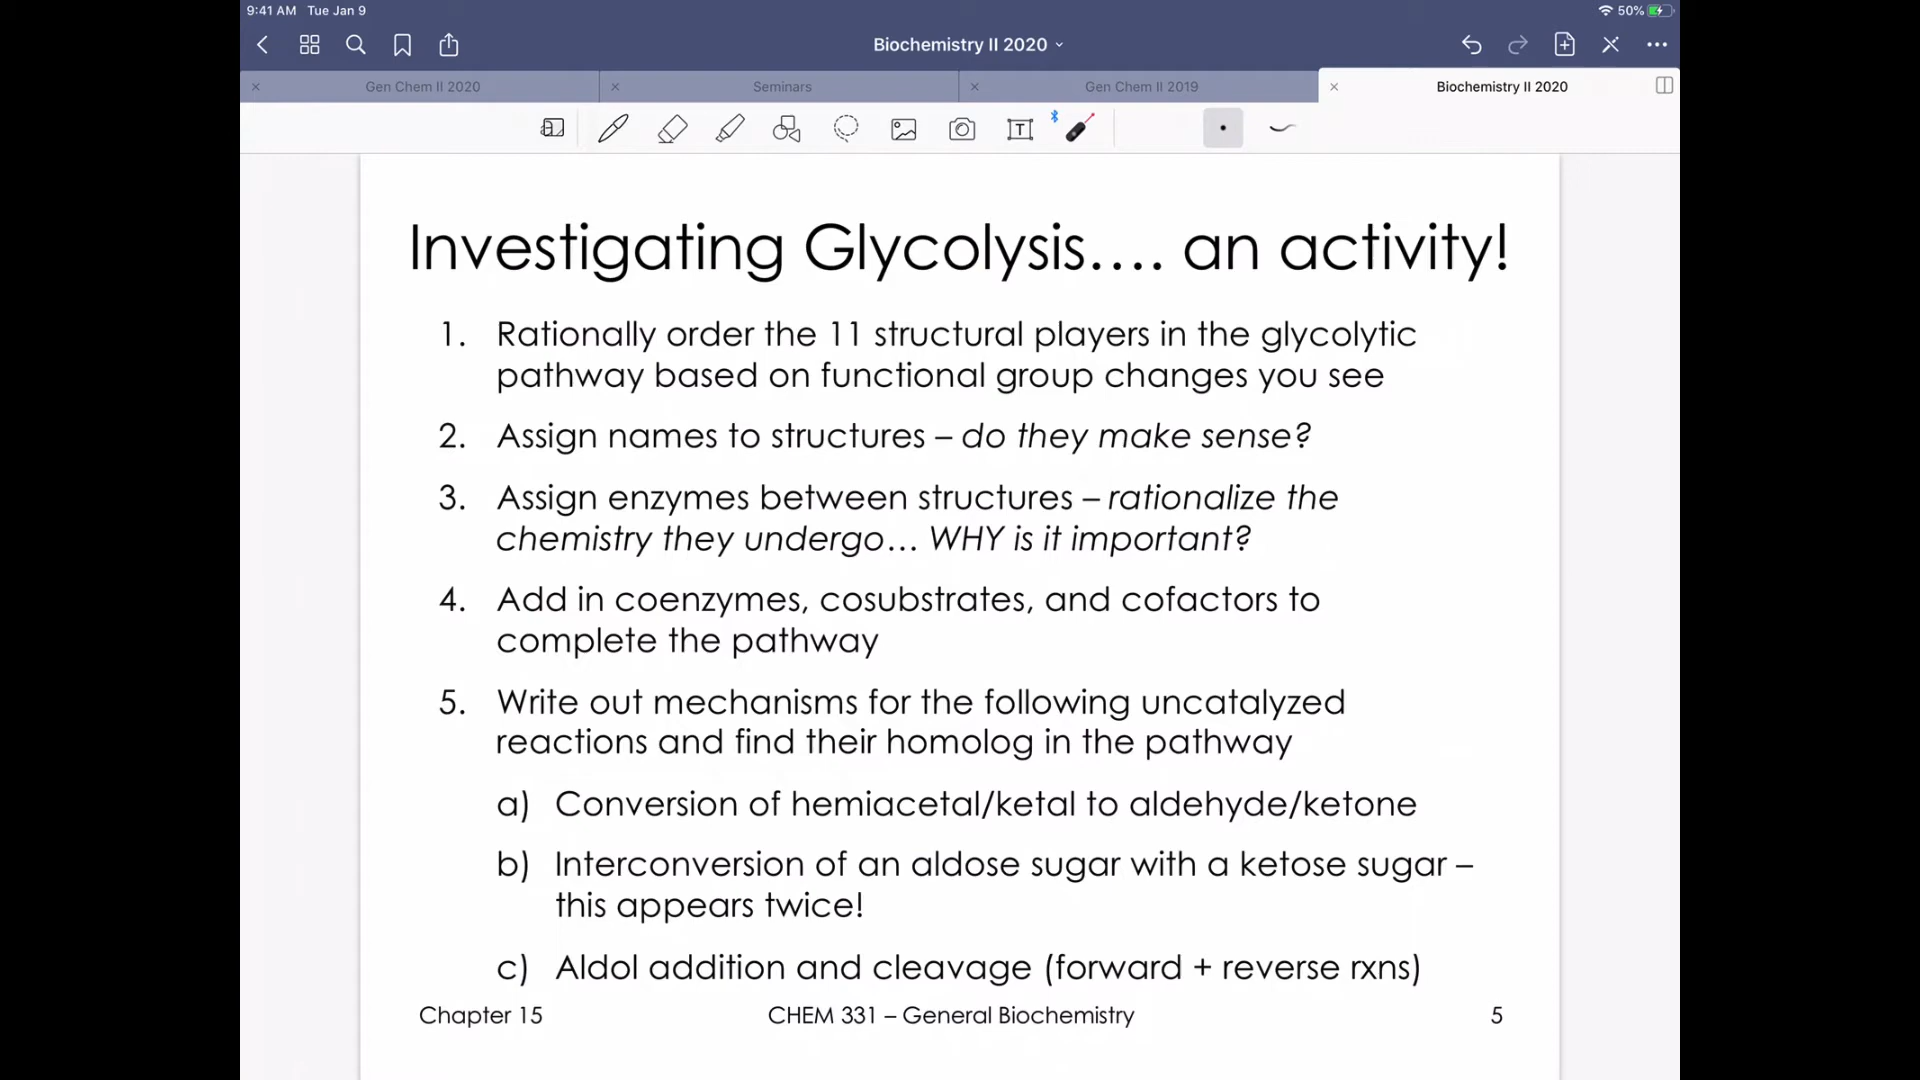 9:41 AM Tue Jan 9
50%
Biochemistry II 2020
Gen Chem II 2020
Seminars
Gen Chem II 2019
Biochemistry II 2020
T
Investigating Glycolysis…. an activity!
1. Rationally order the 11 structural players in the glycolytic
pathway based on functional group changes you see
2. Assign names to structures – do they make sense?
3. Assign enzymes between structures – rationalize the
chemistry they undergo… WHY is it important?
4. Add in coenzymes, cosubstrates, and cofactors to
complete the pathway
5. Write out mechanisms for the following uncatalyzed
reactions and find their homolog in the pathway
a) Conversion of hemiacetal/ketal to aldehyde/ketone
b) Interconversion of an aldose sugar with a ketose sugar –
this appears twice!
c) Aldol addition and cleavage (forward + reverse rxns)
Chapter 15
CHEM 331 – General Biochemistry
5